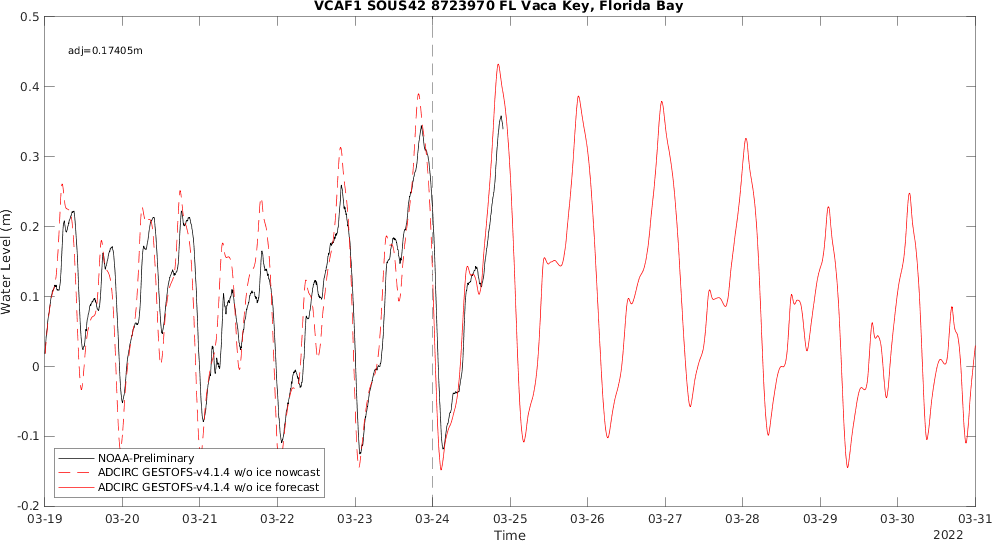 VCAF1 SOUS42 8723970 FL Vaca Key, Florida Bay
adj=0.17405m
0.5
0.4
0.3
0.2
0.1
0
-0.1
-0.2
Water Level (m)
NOAA-Preliminary
ADCIRC GESTOFS-v4.1.4 w/o ice nowcast
ADCIRC GESTOFS-v4.1.4 w/o ice forecast
03-19 03-20 03-21 03-22 03-23 03-24 03-25 03-26 03-27 03-28 03-29 03-30 03-31
Time
2022